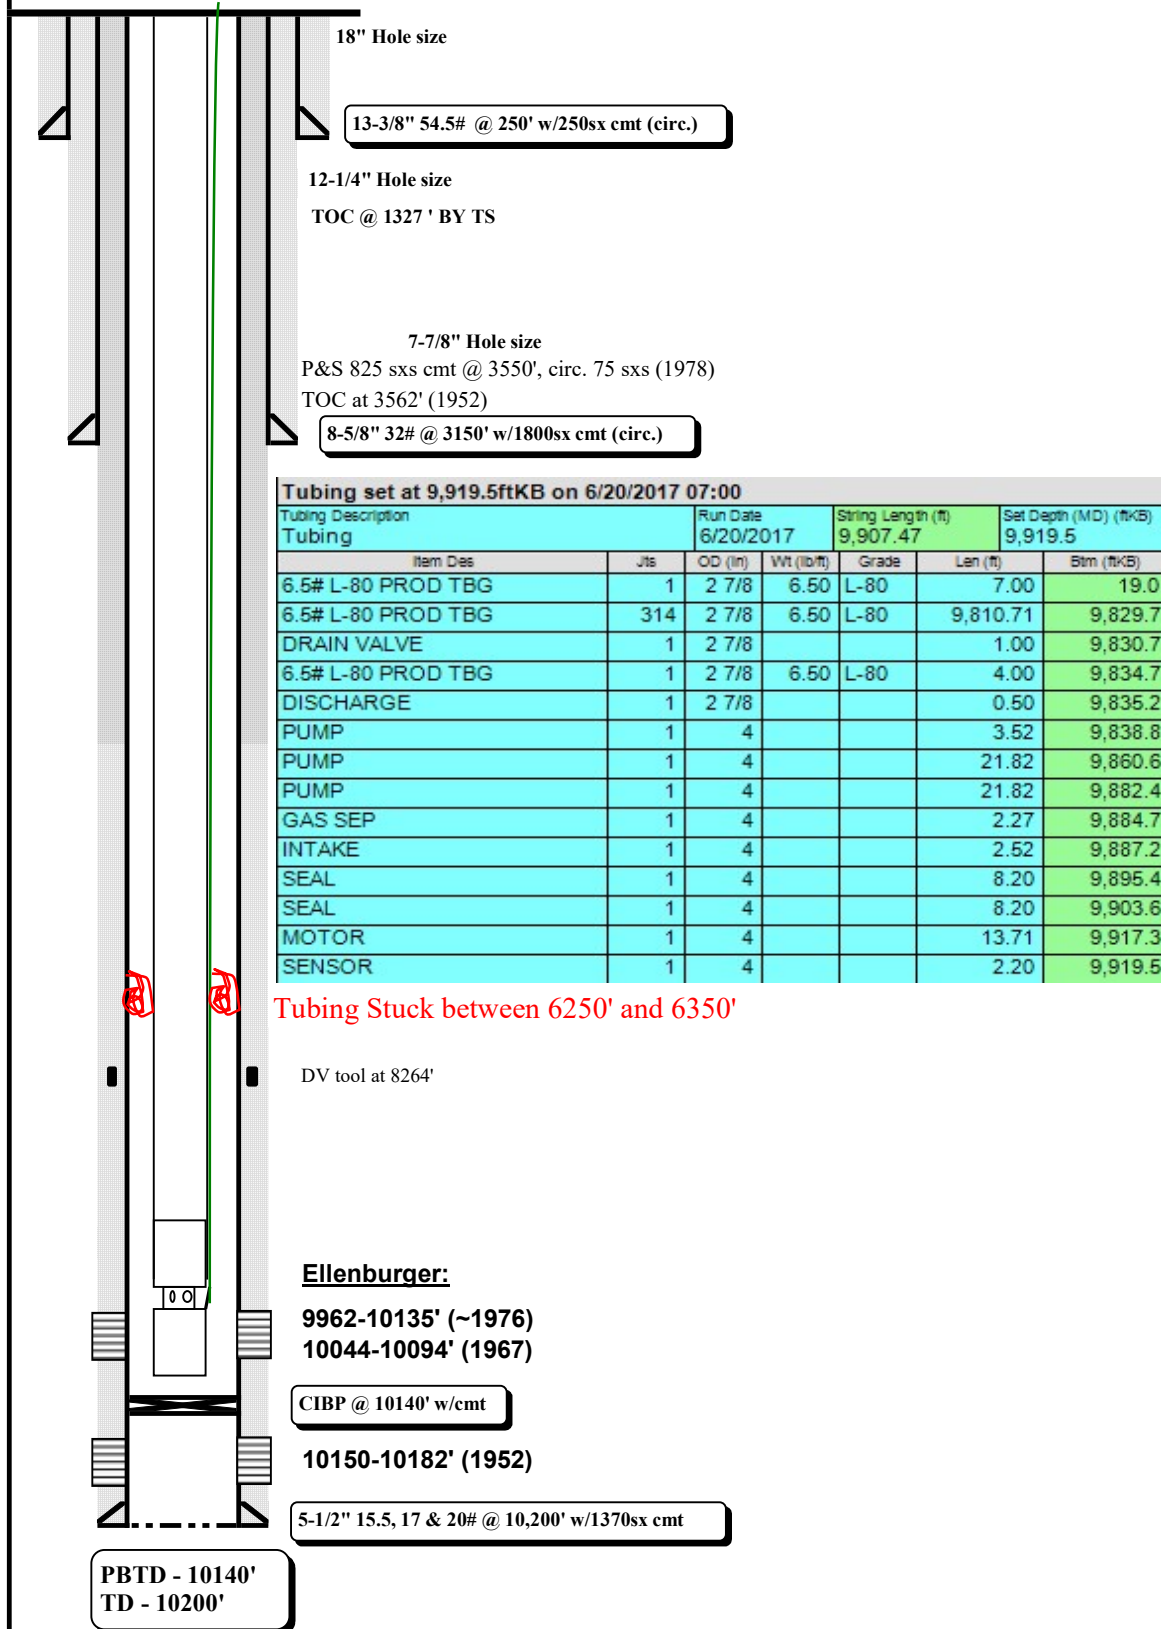 18" Hole size
13-3/8" 54.5#  @ 250' w/250sx cmt (circ.)
12-1/4" Hole size
TOC @ 1327 ' BY TS
7-7/8" Hole size
P&S 825 sxs cmt @ 3550', circ. 75 sxs (1978)
TOC at 3562' (1952)
8-5/8" 32# @ 3150' w/1800sx cmt (circ.)
Tubing set at 9,919.5ftKB on 6/20/2017 07:00
Tubing Description Run Date String Length (ft) Set Depth (MD) (ftKB)
Tubing 6/20/2017 9,907.47 9,919.5
Item Des Jts OD (in) Wt (lb/ft) Grade Len (ft) Btm (ftKB)
6.5# L-80 PROD TBG 1 2 7/8 6.50 L-80 7.00 19.0
6.5# L-80 PROD TBG 314 2 7/8 6.50 L-80 9,810.71 9,829.7
DRAIN VALVE 1 2 7/8 1.00 9,830.7
6.5# L-80 PROD TBG 1 2 7/8 6.50 L-80 4.00 9,834.7
DISCHARGE 1 2 7/8 0.50 9,835.2
PUMP 1 4 3.52 9,838.8
PUMP 1 4 21.82 9,860.6
PUMP 1 4 21.82 9,882.4
GAS SEP 1 4 2.27 9,884.7
INTAKE 1 4 2.52 9,887.2
SEAL 1 4 8.20 9,895.4
SEAL 1 4 8.20 9,903.6
MOTOR 1 4 13.71 9,917.3
SENSOR 1 4 2.20 9,919.5
Tubing Stuck between 6250' and 6350'
DV tool at 8264'
Ellenburger:
9962-10135' (~1976)
10044-10094' (1967)
CIBP @ 10140' w/cmt
10150-10182' (1952)
5-1/2" 15.5, 17 & 20# @ 10,200' w/1370sx cmt
PBTD - 10140'
TD - 10200'